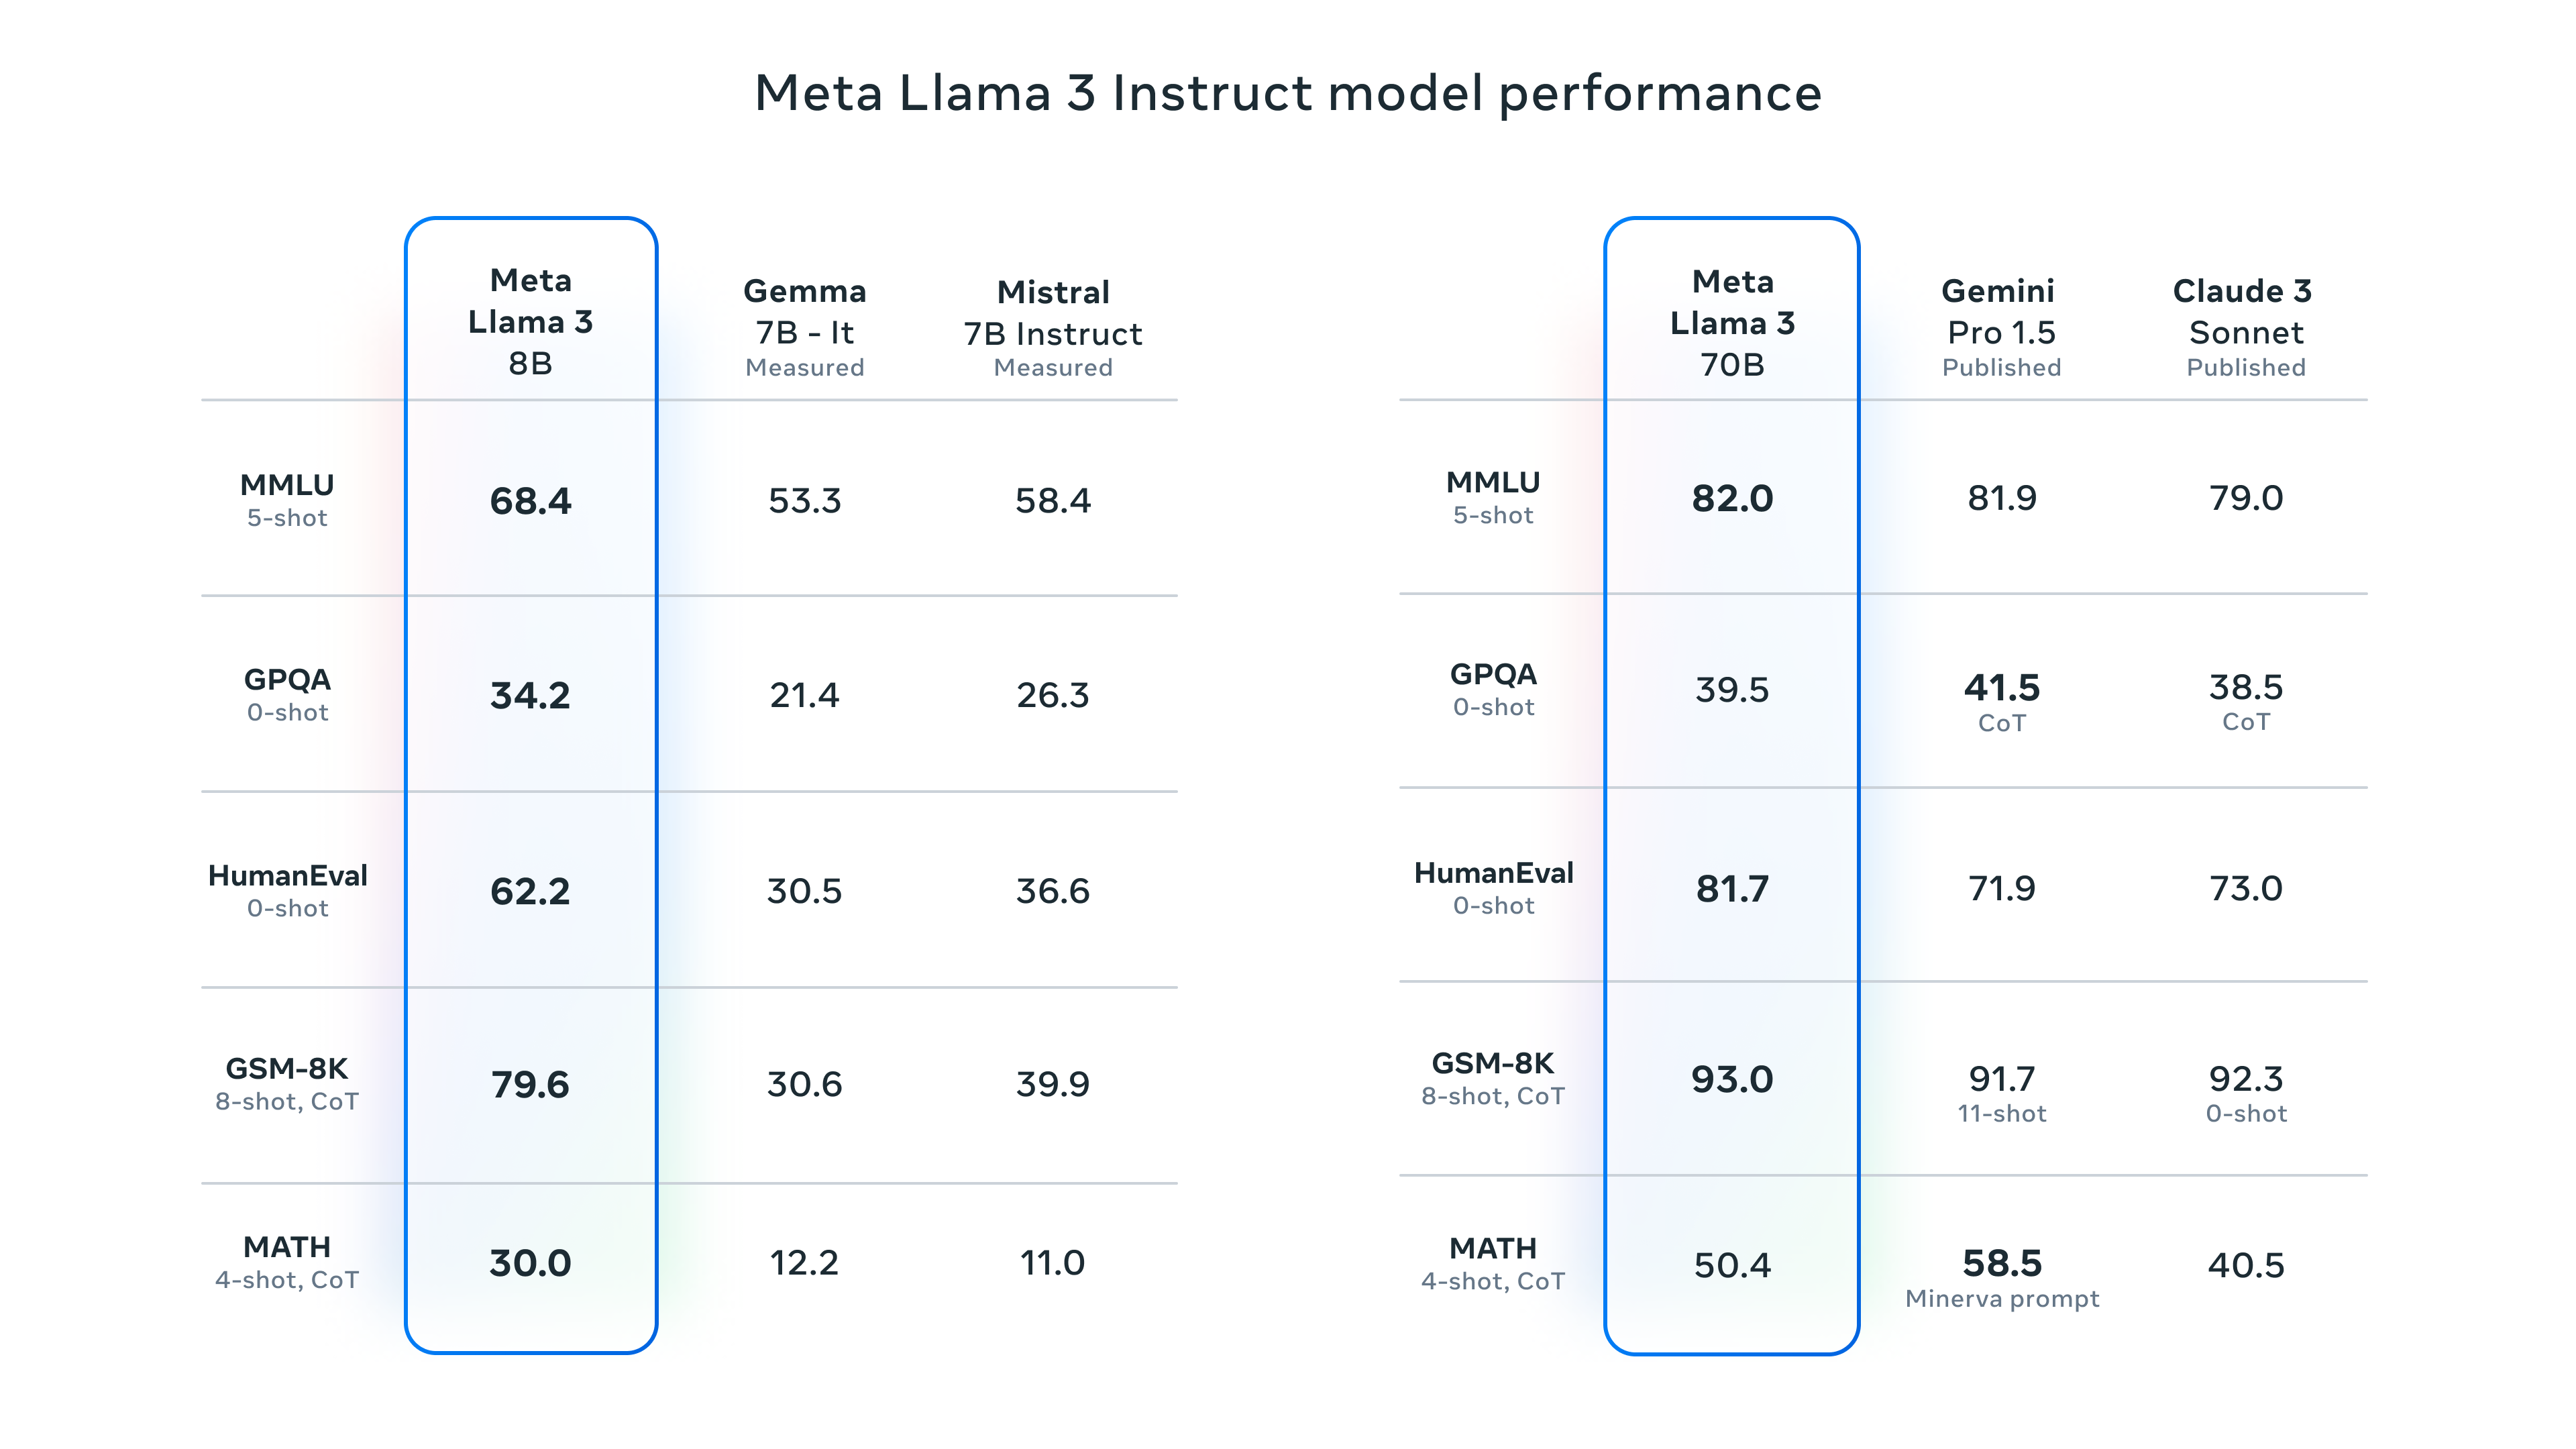 Meta Llama 3 Instruct model performance
Meta
Llama 3
8B
Gemma
7B - It
Measured
Mistral
7B Instruct
Measured
MMLU
5-shot
68.4
53.3
58.4
GPQA
0-shot
34.2
21.4
26.3
HumanEval
0-shot
62.2
30.5
36.6
GSM-8K
8-shot, CoT
79.6
30.6
39.9
MATH
4-shot, CoT
30.0
12.2
11.0
Meta
Llama 3
70B
Gemini
Pro 1.5
Published
Claude 3
Sonnet
Published
MMLU
5-shot
82.0
81.9
79.0
GPQA
0-shot
39.5
41.5
CoT
38.5
CoT
HumanEval
0-shot
81.7
71.9
73.0
GSM-8K
8-shot, CoT
93.0
91.7
11-shot
92.3
0-shot
MATH
4-shot, CoT
50.4
58.5
Minerva prompt
40.5